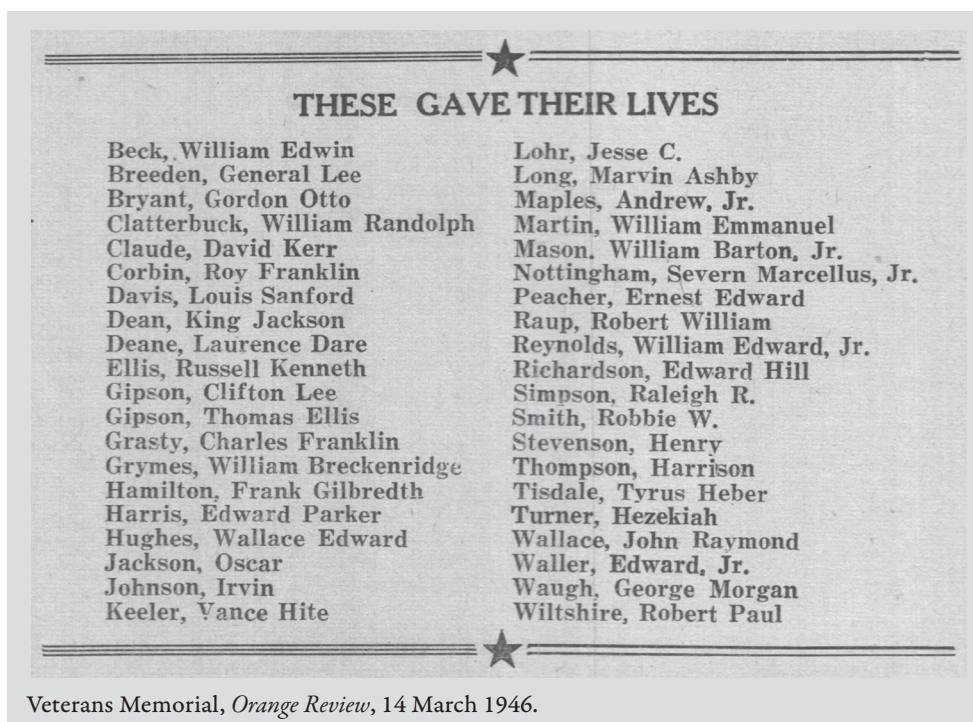 THESE GAVE THEIR LIVES
Beck, William Edwin
Breeden, General Lee
Bryant, Gordon Otto
Clatterbuck, William Randolph
Claude, David Kerr
Corbin, Roy Franklin
Davis, Louis Sanford
Dean, King Jackson
Deane, Laurence Dare
Ellis, Russell Kenneth
Gipson, Clifton Lee
Gipson, Thomas Ellis
Grasty, Charles Franklin
Grymes, William Breckenridge
Hamilton, Frank Gilbredth
Harris, Edward Parker
Hughes, Wallace Edward
Jackson, Oscar
Johnson, Irvin
Keeler, Vance Hite
Lohr, Jesse C.
Long, Marvin Ashby
Maples, Andrew, Jr.
Martin, William Emmanuel
Mason, William Barton, Jr.
Nottingham, Severn Marcellus, Jr.
Peacher, Ernest Edward
Raup, Robert William
Reynolds, William Edward, Jr.
Richardson, Edward Hill
Simpson, Raleigh R.
Smith, Robbie W.
Stevenson, Henry
Thompson, Harrison
Tisdale, Tyrus Heber
Turner, Hezekiah
Wallace, John Raymond
Waller, Edward, Jr.
Waugh, George Morgan
Wiltshire, Robert Paul
Veterans Memorial, Orange Review, 14 March 1946.